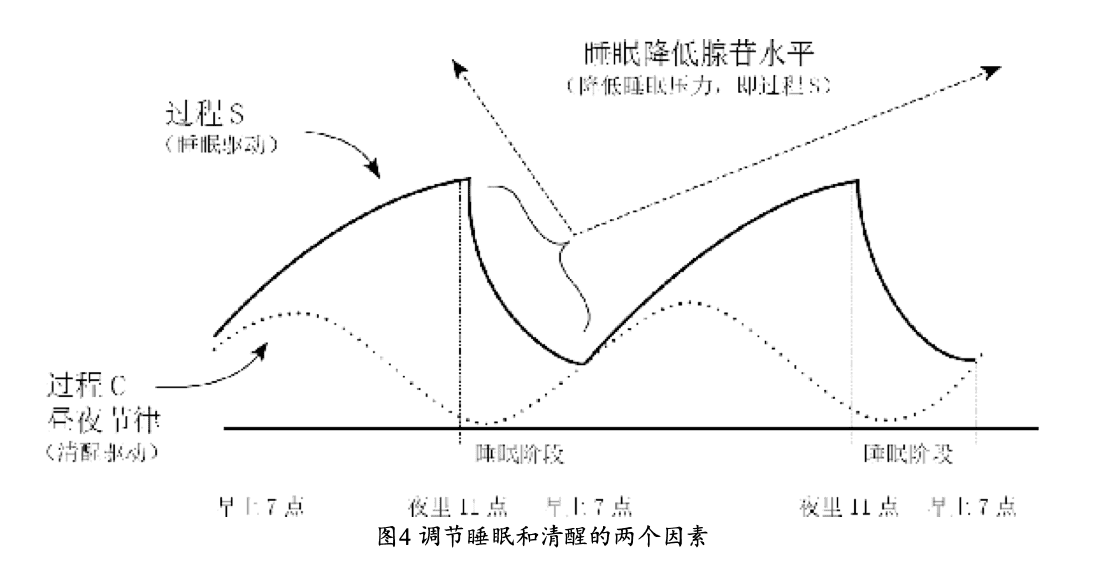 睡眠降低腺苷水平
（降低睡眠压力，即过程S）
过程S
（睡眠驱动）
过程C
昼夜节律
（清醒驱动）
睡眠阶段
睡眠阶段
早上7点
夜里11点
早上7点
夜里11点
早上7点
图4 调节睡眠和清醒的两个因素